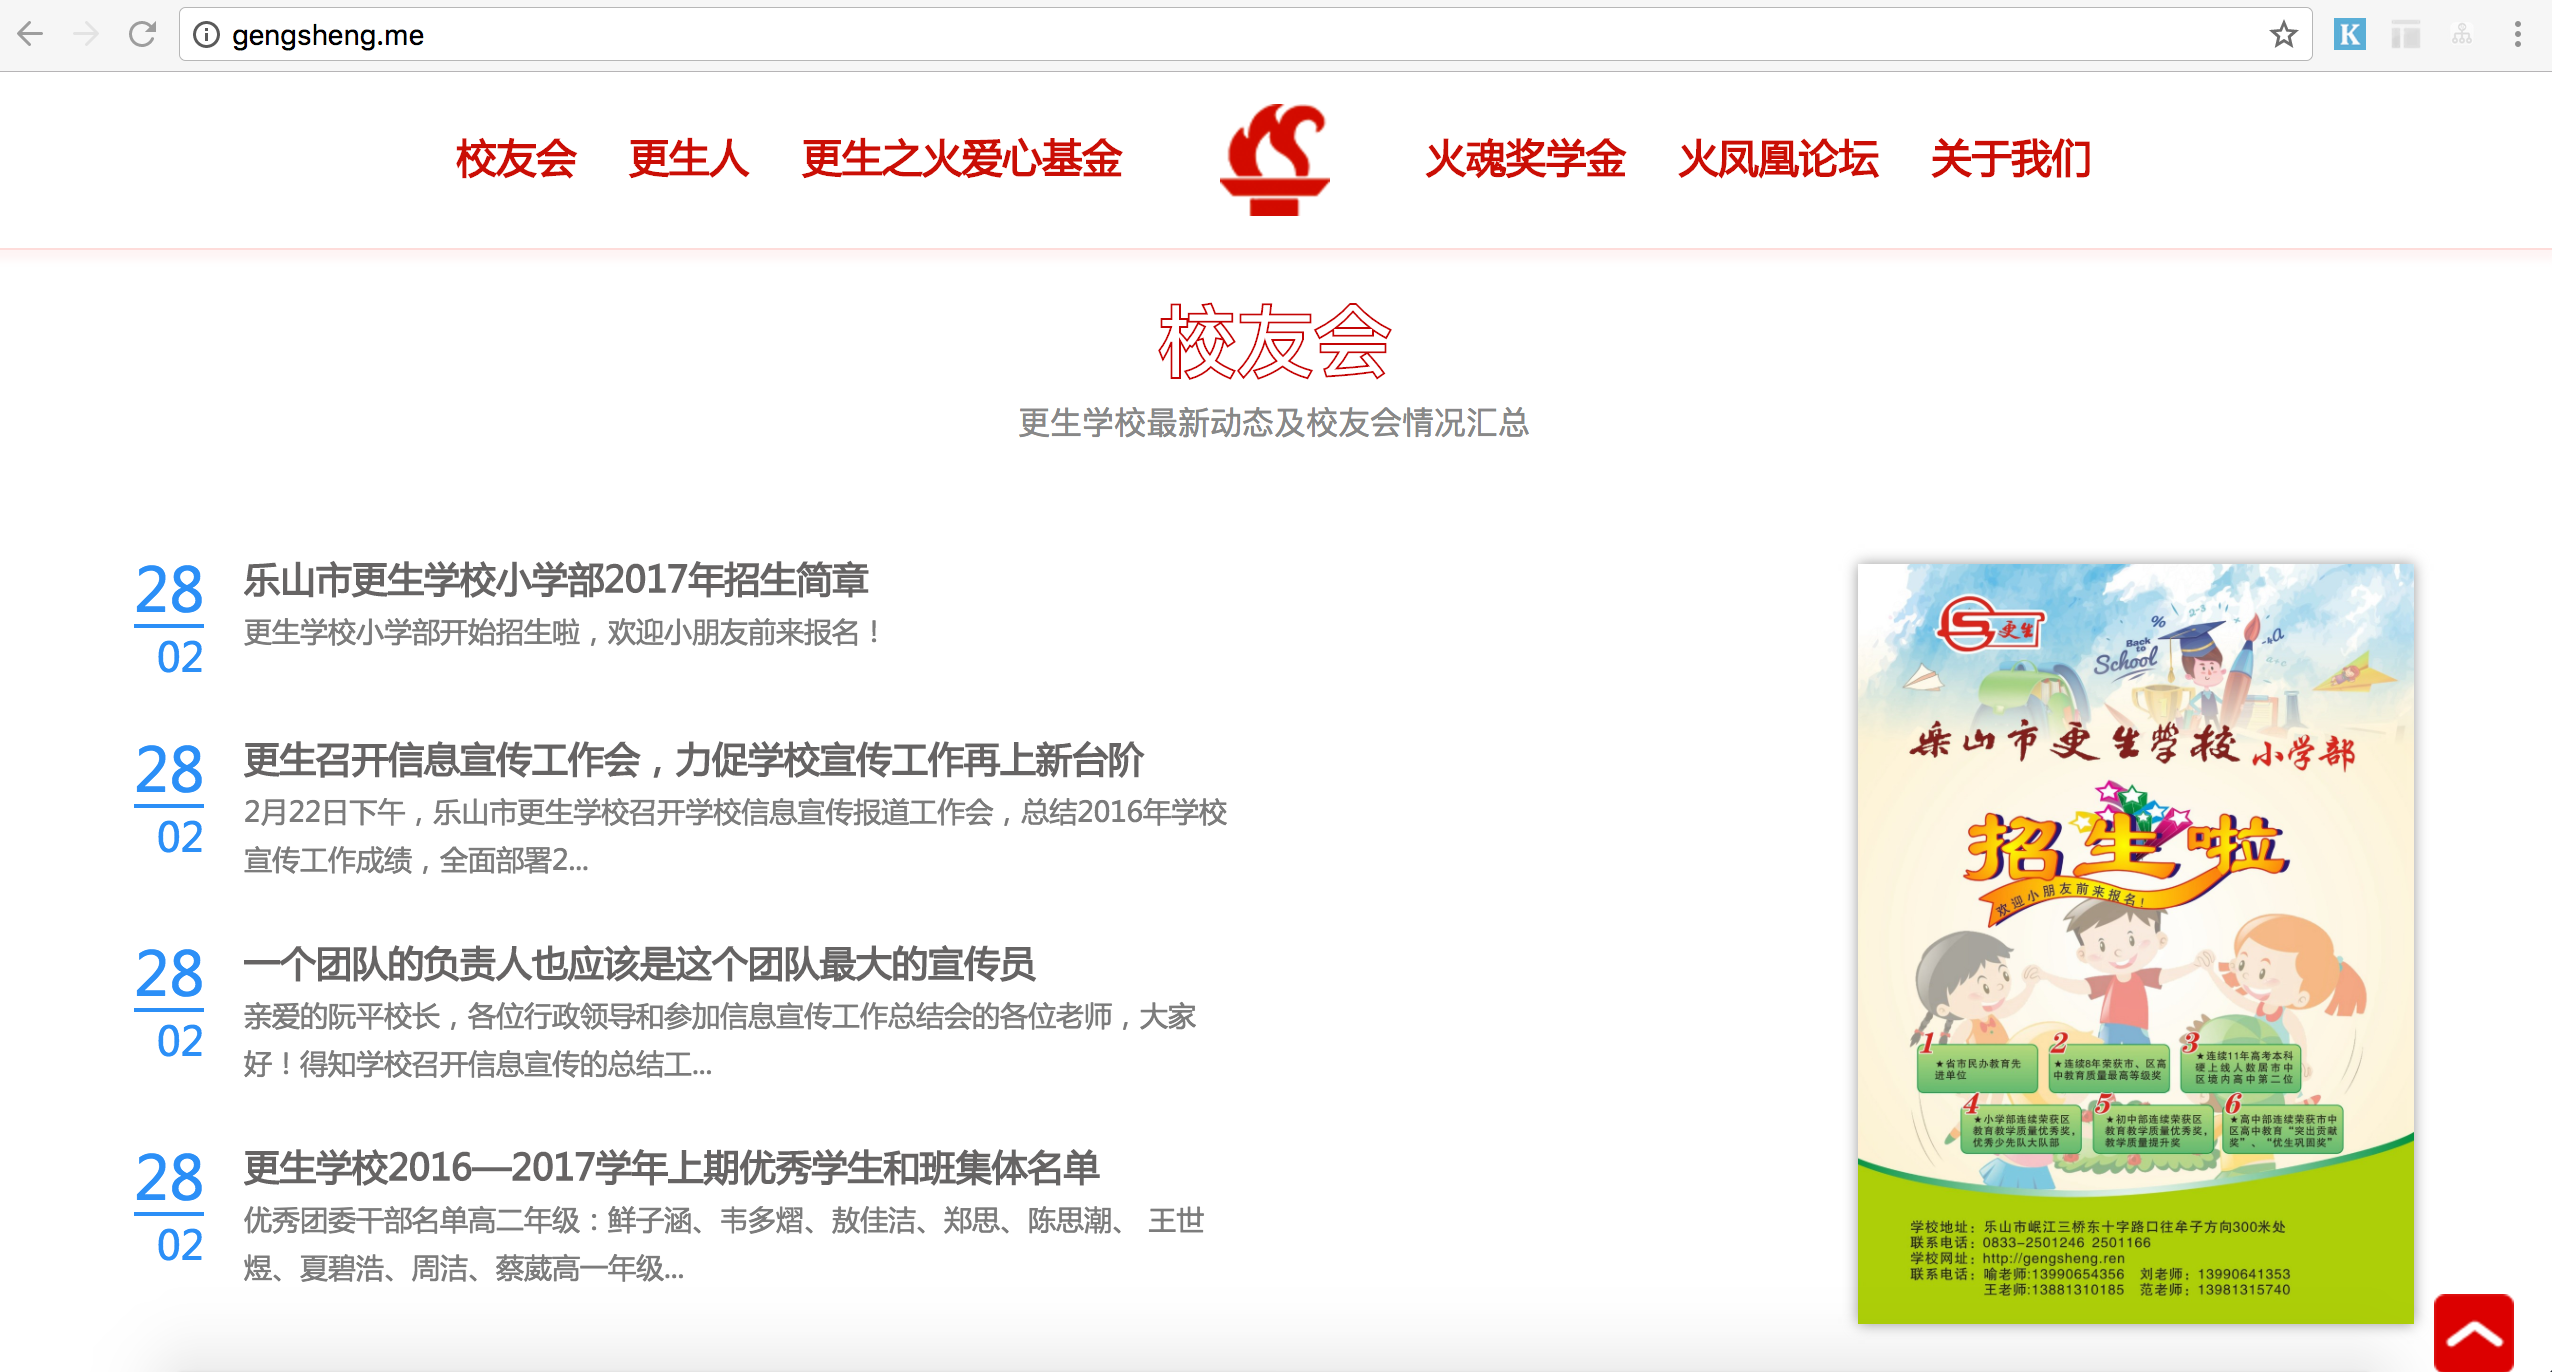 gengsheng.me
K
校友会 更生人 更生之火爱心基金 火魂奖学金 火凤凰论坛 关于我们
校友会
更生学校最新动态及校友会情况汇总
28
02
乐山市更生学校小学部2017年招生简章
更生学校小学部开始招生啦，欢迎小朋友前来报名！
28
02
更生召开信息宣传工作会，力促学校宣传工作再上新台阶
2月22日下午，乐山市更生学校召开学校信息宣传报道工作会，总结2016年学校
宣传工作成绩，全面部署2...
28
02
一个团队的负责人也应该是这个团队最大的宣传员
亲爱的阮平校长，各位行政领导和参加信息宣传工作总结会的各位老师，大家
好！得知学校召开信息宣传的总结工...
28
02
更生学校2016—2017学年上期优秀学生和班集体名单
优秀团委干部名单高二年级：鲜子涵、韦多熠、敖佳洁、郑思、陈思潮、 王世
煜、夏碧浩、周洁、蔡葳高一年级...
更生
Back
to
School
乐山市更生学校小学部
招生啦
欢迎小朋友前来报名！
1
★省市民办教育先
进单位
2
★连续8年荣获市、区高
中教育质量最高等级奖
3
★连续11年高考本科
硬上线人数居市中
区境内高中第二位
4
★小学部连续荣获区
教育教学质量优秀奖，
优秀少先队大队部
5
★初中部连续荣获区
教育教学质量优秀奖，
教学质量提升奖
6
★高中部连续荣获市中
区高中教育“突出贡献
奖”、“优生巩固奖”
学校地址：乐山市岷江三桥东十字路口往牟子方向300米处
联系电话：0833-2501246 2501166
学校网址：http://gengsheng.ren
联系电话：喻老师:13990654356 刘老师：13990641353
王老师:13881310185 范老师：13981315740